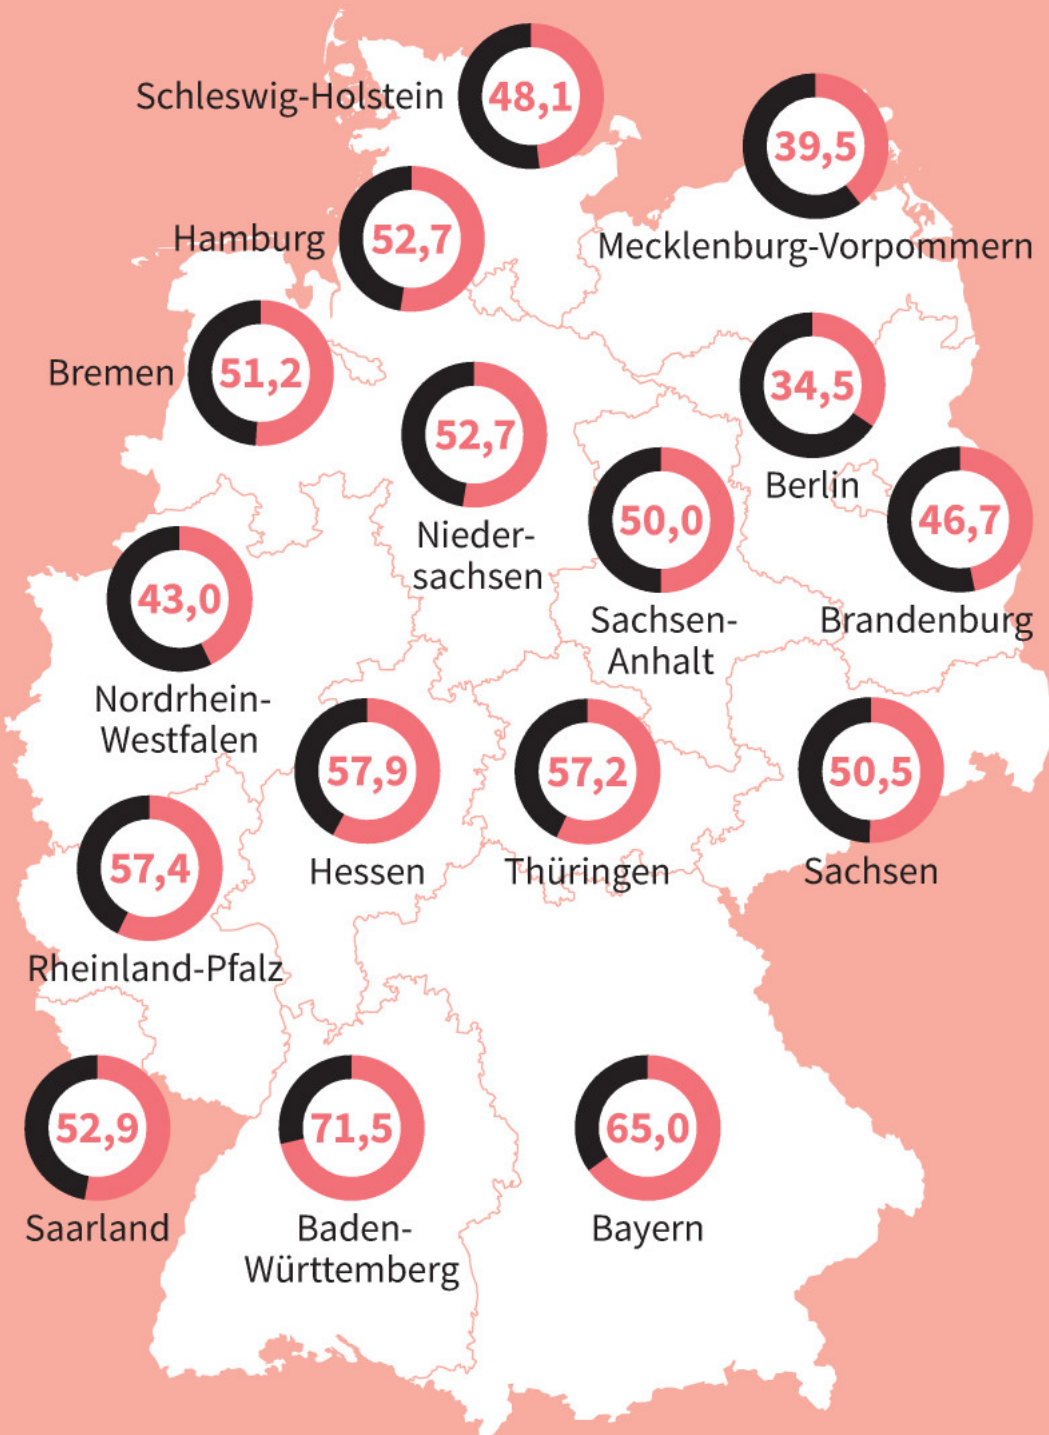 Schleswig-Holstein
48,1
39,5
Mecklenburg-Vorpommern
Hamburg
52,7
Bremen
51,2
34,5
Berlin
52,7
Nieder-
sachsen
50,0
Sachsen-
Anhalt
46,7
Brandenburg
43,0
Nordrhein-
Westfalen
57,9
Hessen
57,2
Thüringen
50,5
Sachsen
57,4
Rheinland-Pfalz
52,9
Saarland
71,5
Baden-
Württemberg
65,0
Bayern